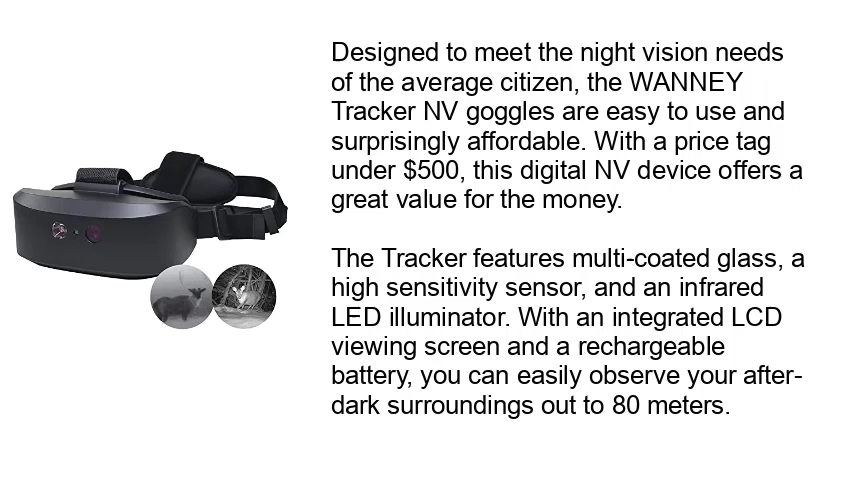 Designed to meet the night vision needs
of the average citizen, the WANNEY
Tracker NV goggles are easy to use and
surprisingly affordable. With a price tag
under $500, this digital NV device offers a
great value for the money.
The Tracker features multi-coated glass, a
high sensitivity sensor, and an infrared
LED illuminator. With an integrated LCD
viewing screen and a rechargeable
battery, you can easily observe your after-
dark surroundings out to 80 meters.